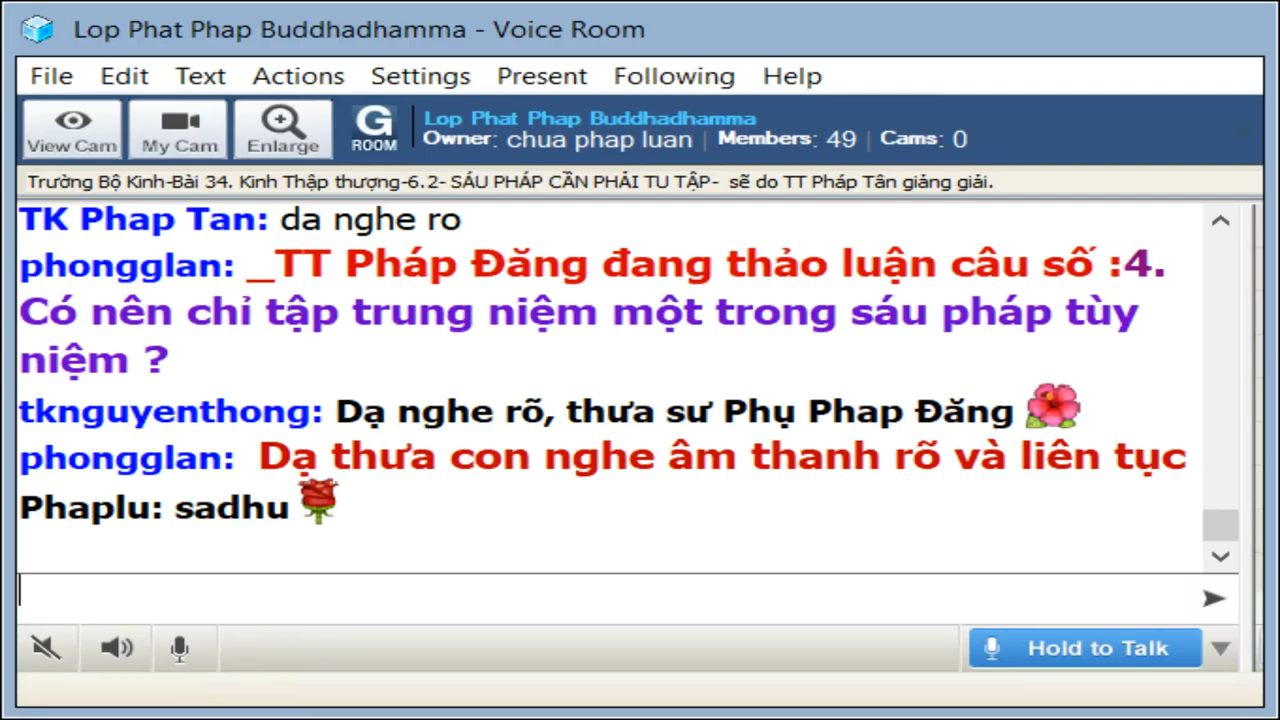 Lop Phat Phap Buddhadhamma - Voice Room
File Edit Text Actions Settings Present Following Help
View Cam My Cam Enlarge G ROOM
Lop Phat Phap Buddhadhamma
Owner: chua phap luan | Members: 49 | Cams: 0
Trường Bộ Kinh-Bài 34. Kinh Thập thượng-6.2- SÁU PHÁP CẦN PHẢI TU TẬP- sẽ do TT Pháp Tân giảng giải.
TK Phap Tan: da nghe ro
phongglan: _TT Pháp Đăng đang thảo luận câu số :4.
Có nên chỉ tập trung niệm một trong sáu pháp tùy
niệm ?
tknguyenthong: Dạ nghe rõ, thưa sư Phụ Phap Đăng
phongglan: Dạ thưa con nghe âm thanh rõ và liên tục
Phaplu: sadhu
Hold to Talk